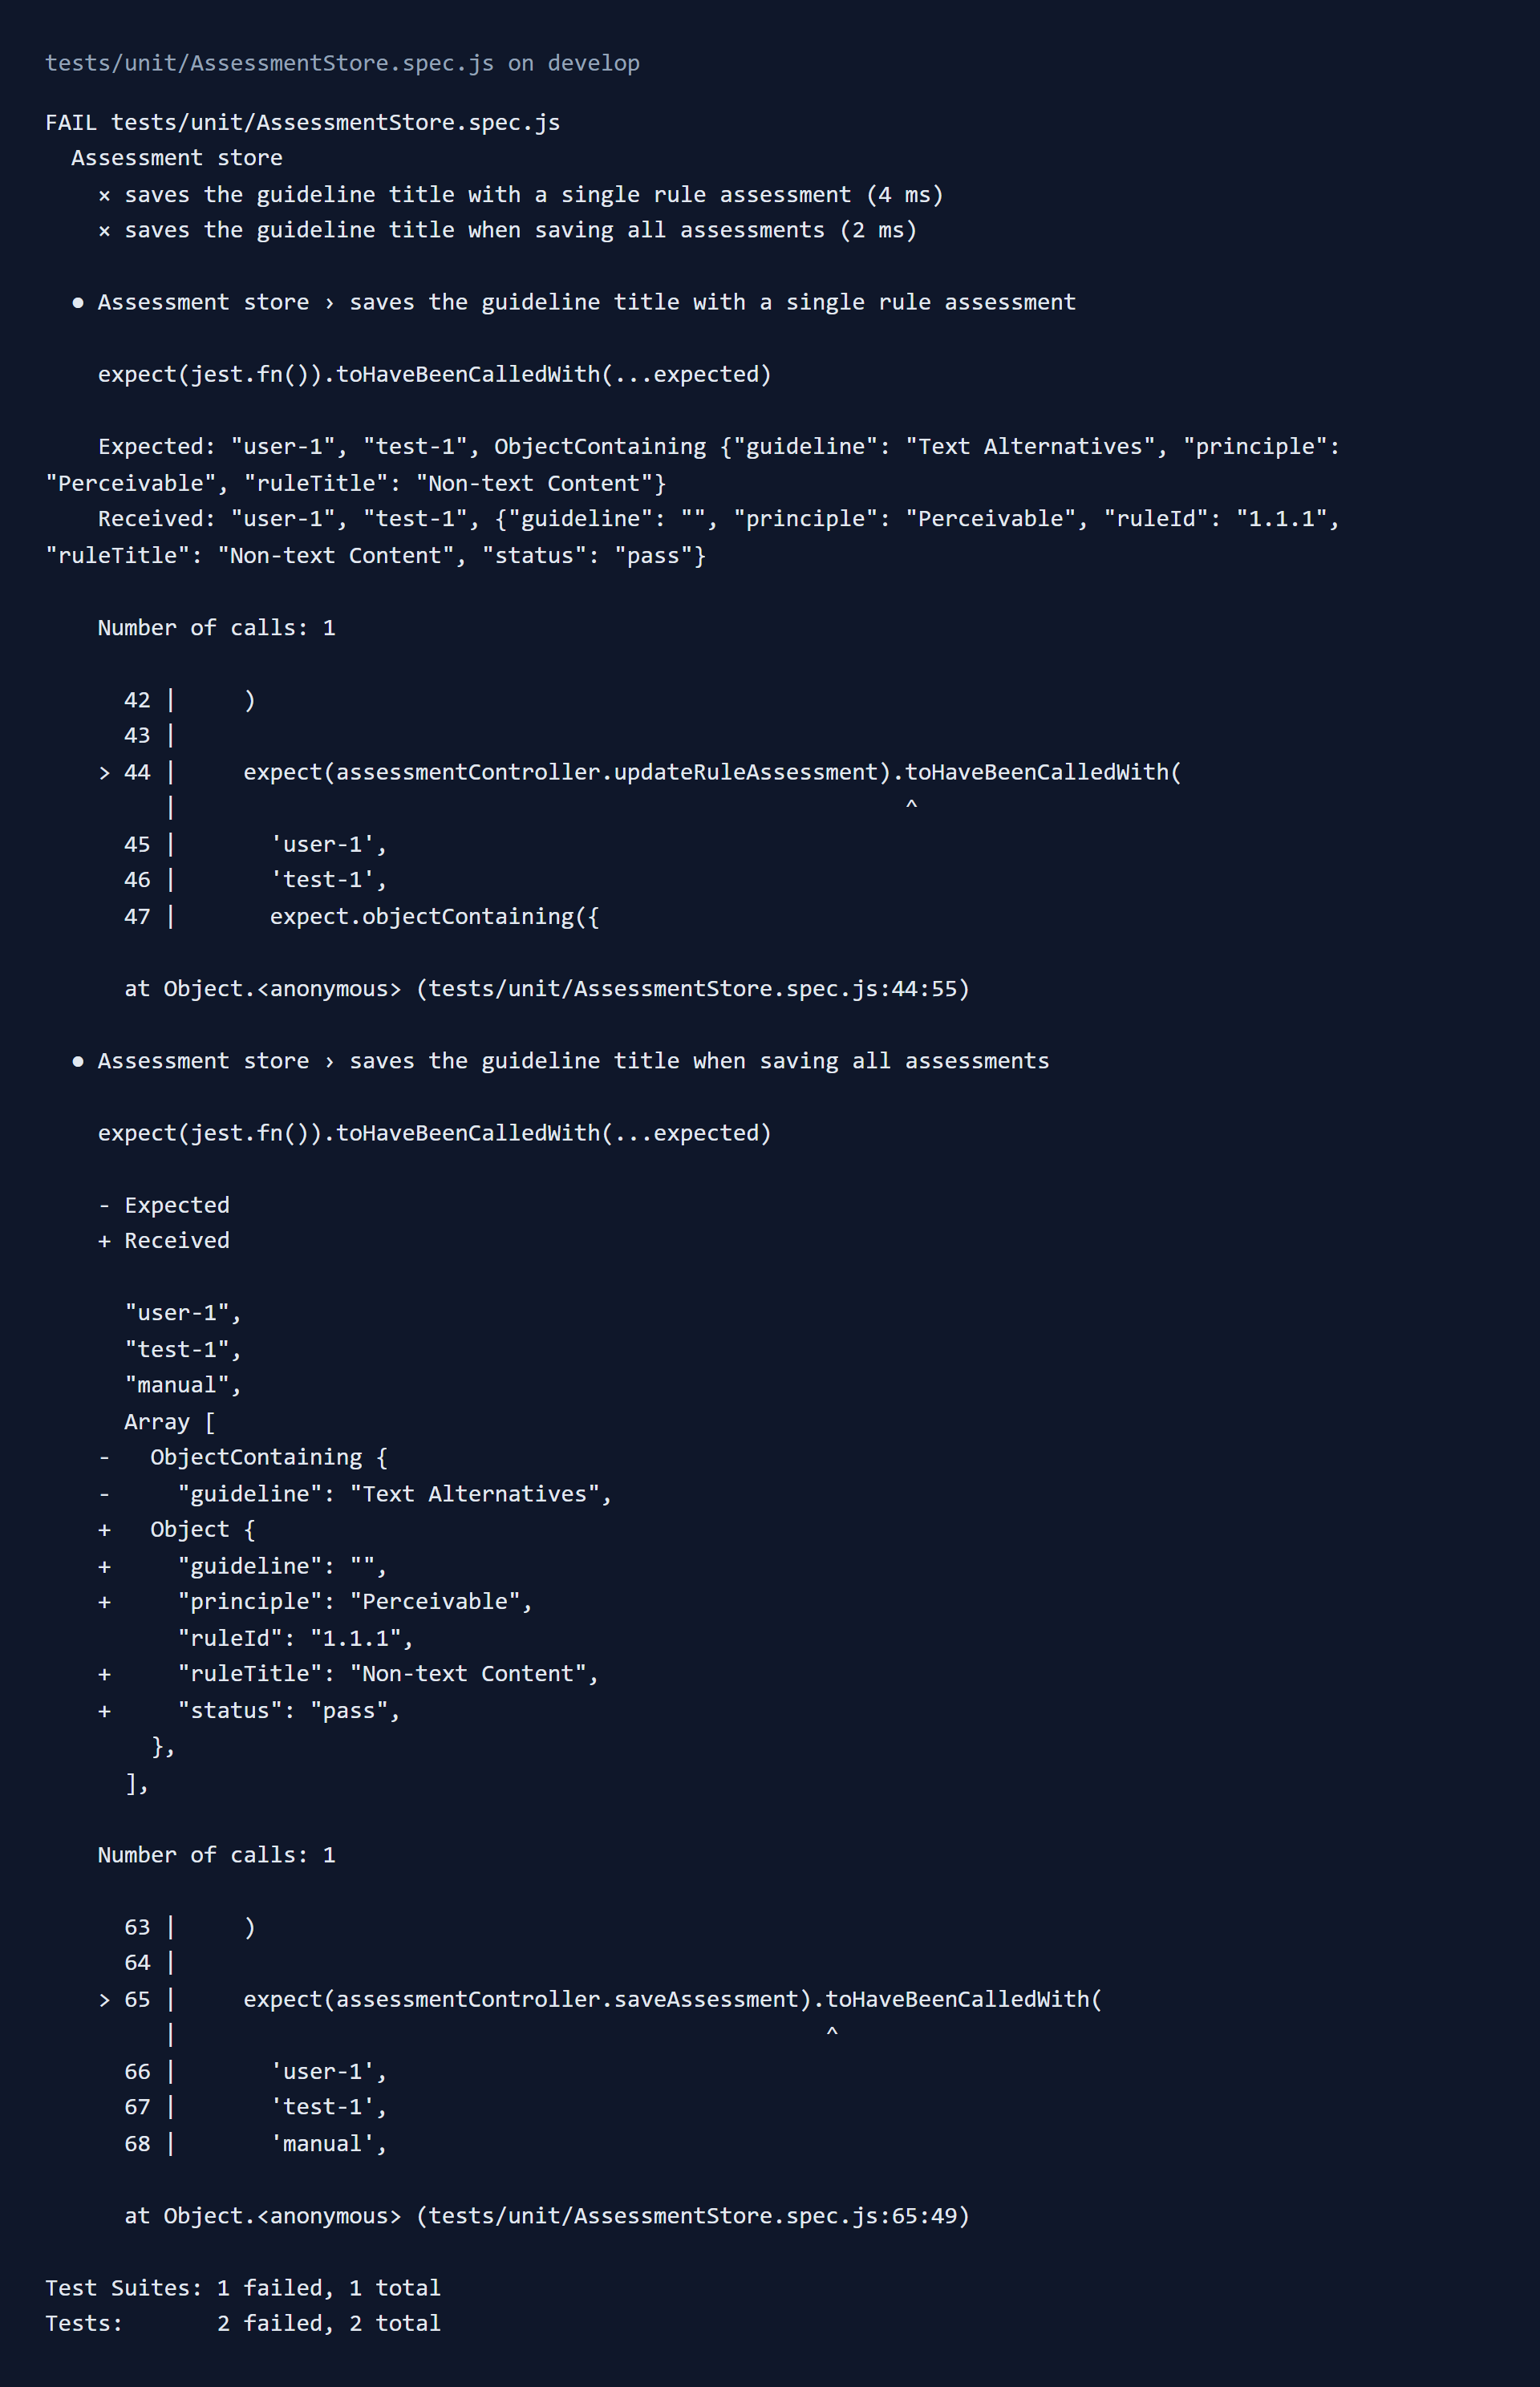 tests/unit/AssessmentStore.spec.js on develop
FAIL tests/unit/AssessmentStore.spec.js
  Assessment store
    × saves the guideline title with a single rule assessment (4 ms)
    × saves the guideline title when saving all assessments (2 ms)

  ● Assessment store › saves the guideline title with a single rule assessment

    expect(jest.fn()).toHaveBeenCalledWith(...expected)

    Expected: "user-1", "test-1", ObjectContaining {"guideline": "Text Alternatives", "principle":
"Perceivable", "ruleTitle": "Non-text Content"}
    Received: "user-1", "test-1", {"guideline": "", "principle": "Perceivable", "ruleId": "1.1.1",
"ruleTitle": "Non-text Content", "status": "pass"}

    Number of calls: 1

      42 |     )
      43 |
    > 44 |     expect(assessmentController.updateRuleAssessment).toHaveBeenCalledWith(
         |                                                       ^
      45 |       'user-1',
      46 |       'test-1',
      47 |       expect.objectContaining({

      at Object.<anonymous> (tests/unit/AssessmentStore.spec.js:44:55)

  ● Assessment store › saves the guideline title when saving all assessments

    expect(jest.fn()).toHaveBeenCalledWith(...expected)

    - Expected
    + Received

      "user-1",
      "test-1",
      "manual",
      Array [
    -   ObjectContaining {
    -     "guideline": "Text Alternatives",
    +   Object {
    +     "guideline": "",
    +     "principle": "Perceivable",
          "ruleId": "1.1.1",
    +     "ruleTitle": "Non-text Content",
    +     "status": "pass",
        },
      ],

    Number of calls: 1

      63 |     )
      64 |
    > 65 |     expect(assessmentController.saveAssessment).toHaveBeenCalledWith(
         |                                                 ^
      66 |       'user-1',
      67 |       'test-1',
      68 |       'manual',

      at Object.<anonymous> (tests/unit/AssessmentStore.spec.js:65:49)

Test Suites: 1 failed, 1 total
Tests:       2 failed, 2 total